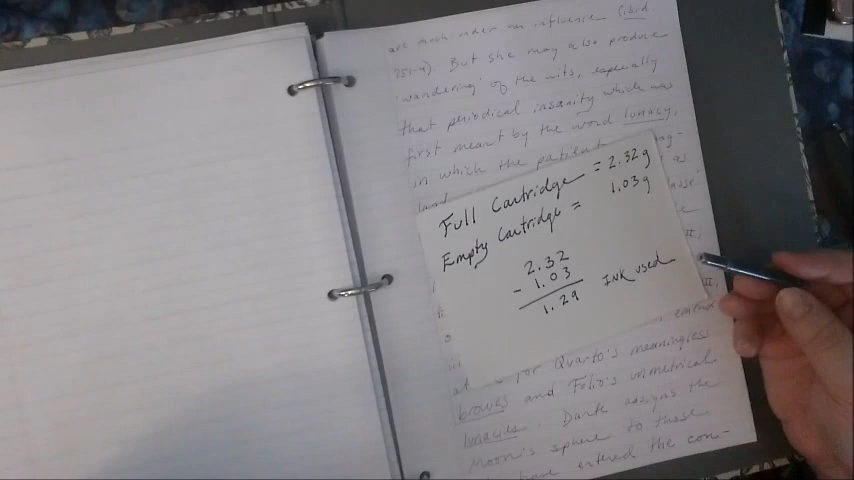 are much under her influence (ibid
251-4). But she may also produce
'wandering' of the wits, especially
that periodical insanity which was
first meant by the word lunacy,
in which the patient
Full Cartridge = 2.32g
Empty Cartridge = 1.03g
2.32
- 1.03
1.29 Ink used
for Quarto's meaningless
browes and Folio's unmetrical
lunacies. Dante assigns the
Moon's sphere to those
have entered the con-